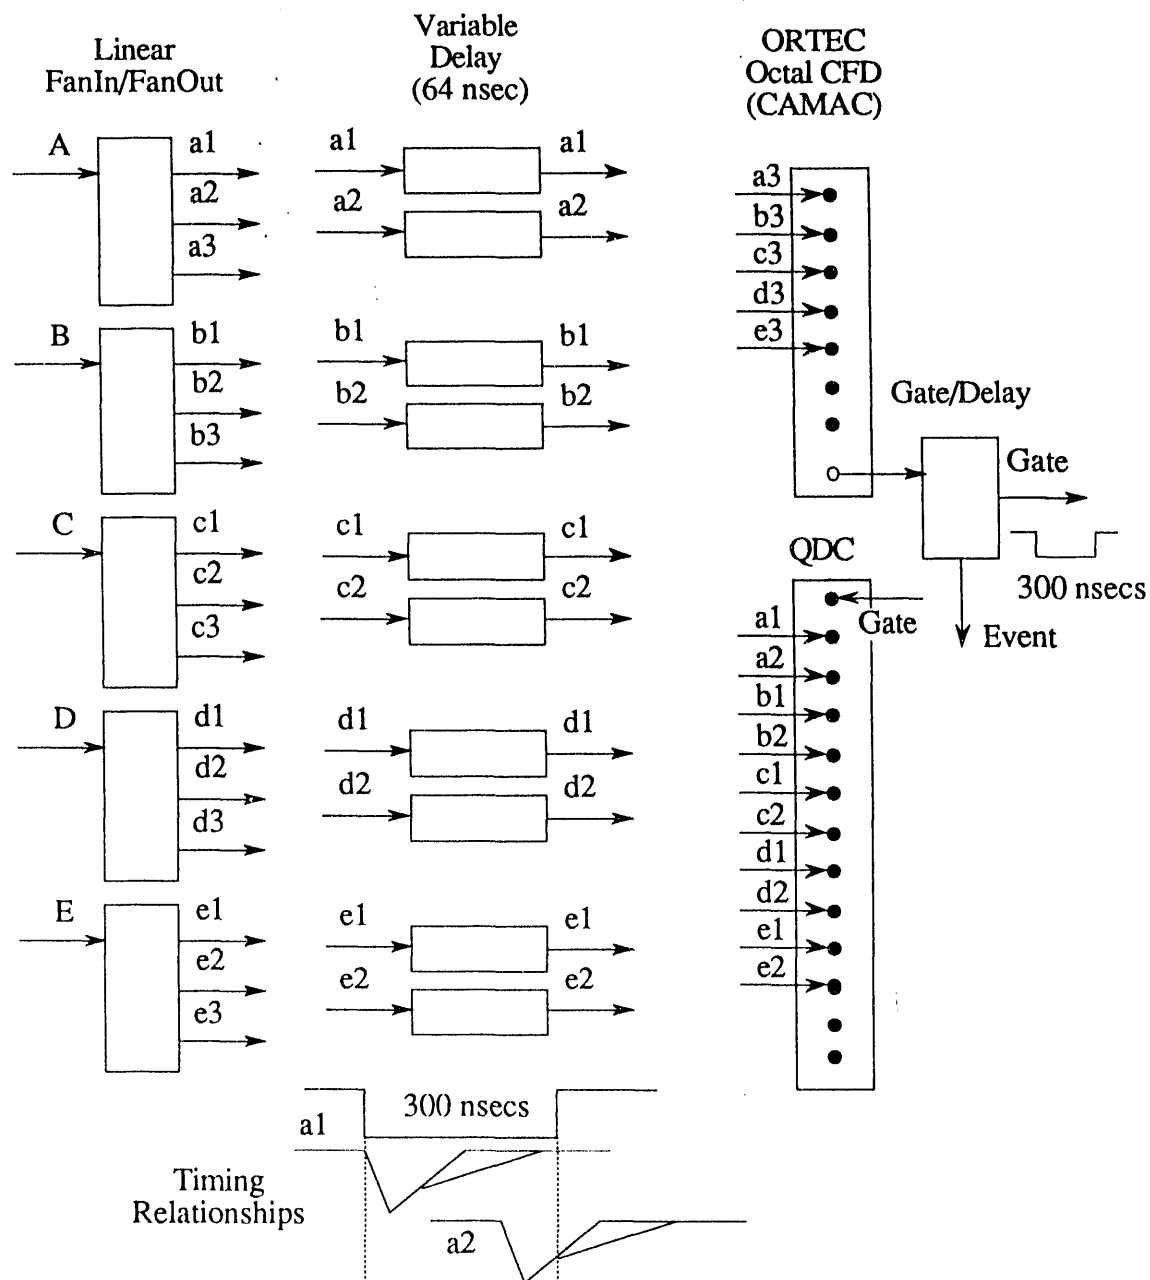 Linear
FanIn/FanOut
A
a1
a2
a3
B
b1
b2
b3
C
c1
c2
c3
D
d1
d2
d3
E
e1
e2
e3
Variable
Delay
(64 nsec)
a1
a1
a2
a2
b1
b1
b2
b2
c1
c1
c2
c2
d1
d1
d2
d2
e1
e1
e2
e2
ORTEC
Octal CFD
(CAMAC)
a3
b3
c3
d3
e3
Gate/Delay
Gate
300 nsecs
Event
QDC
Gate
a1
a2
b1
b2
c1
c2
d1
d2
e1
e2
300 nsecs
a1
Timing
Relationships
a2